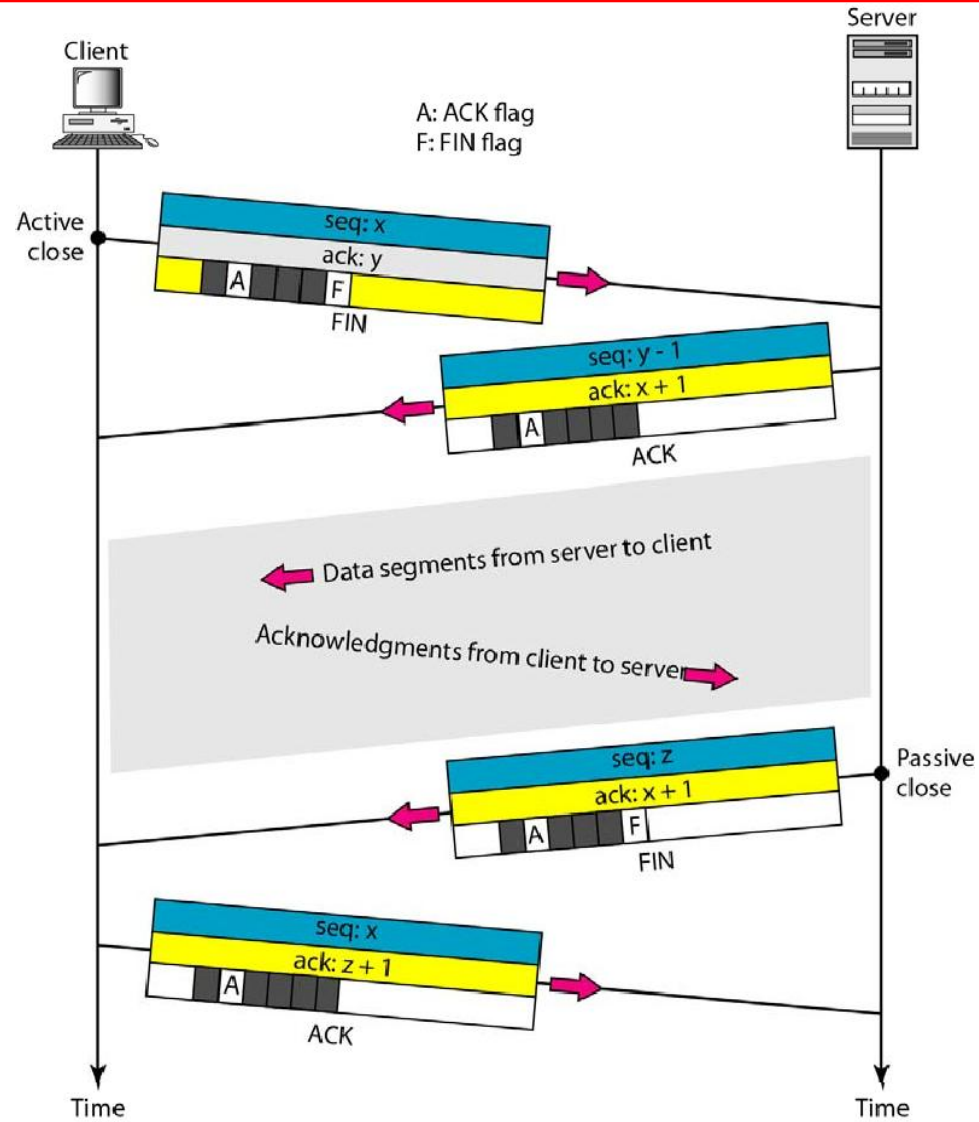 Client
Server
A: ACK flag
F: FIN flag
Active
close
seq: x
ack: y
A
F
FIN
seq: y - 1
ack: x + 1
A
ACK
Data segments from server to client
Acknowledgments from client to server
Passive
close
seq: z
ack: x + 1
A
F
FIN
seq: x
ack: z + 1
A
ACK
Time
Time